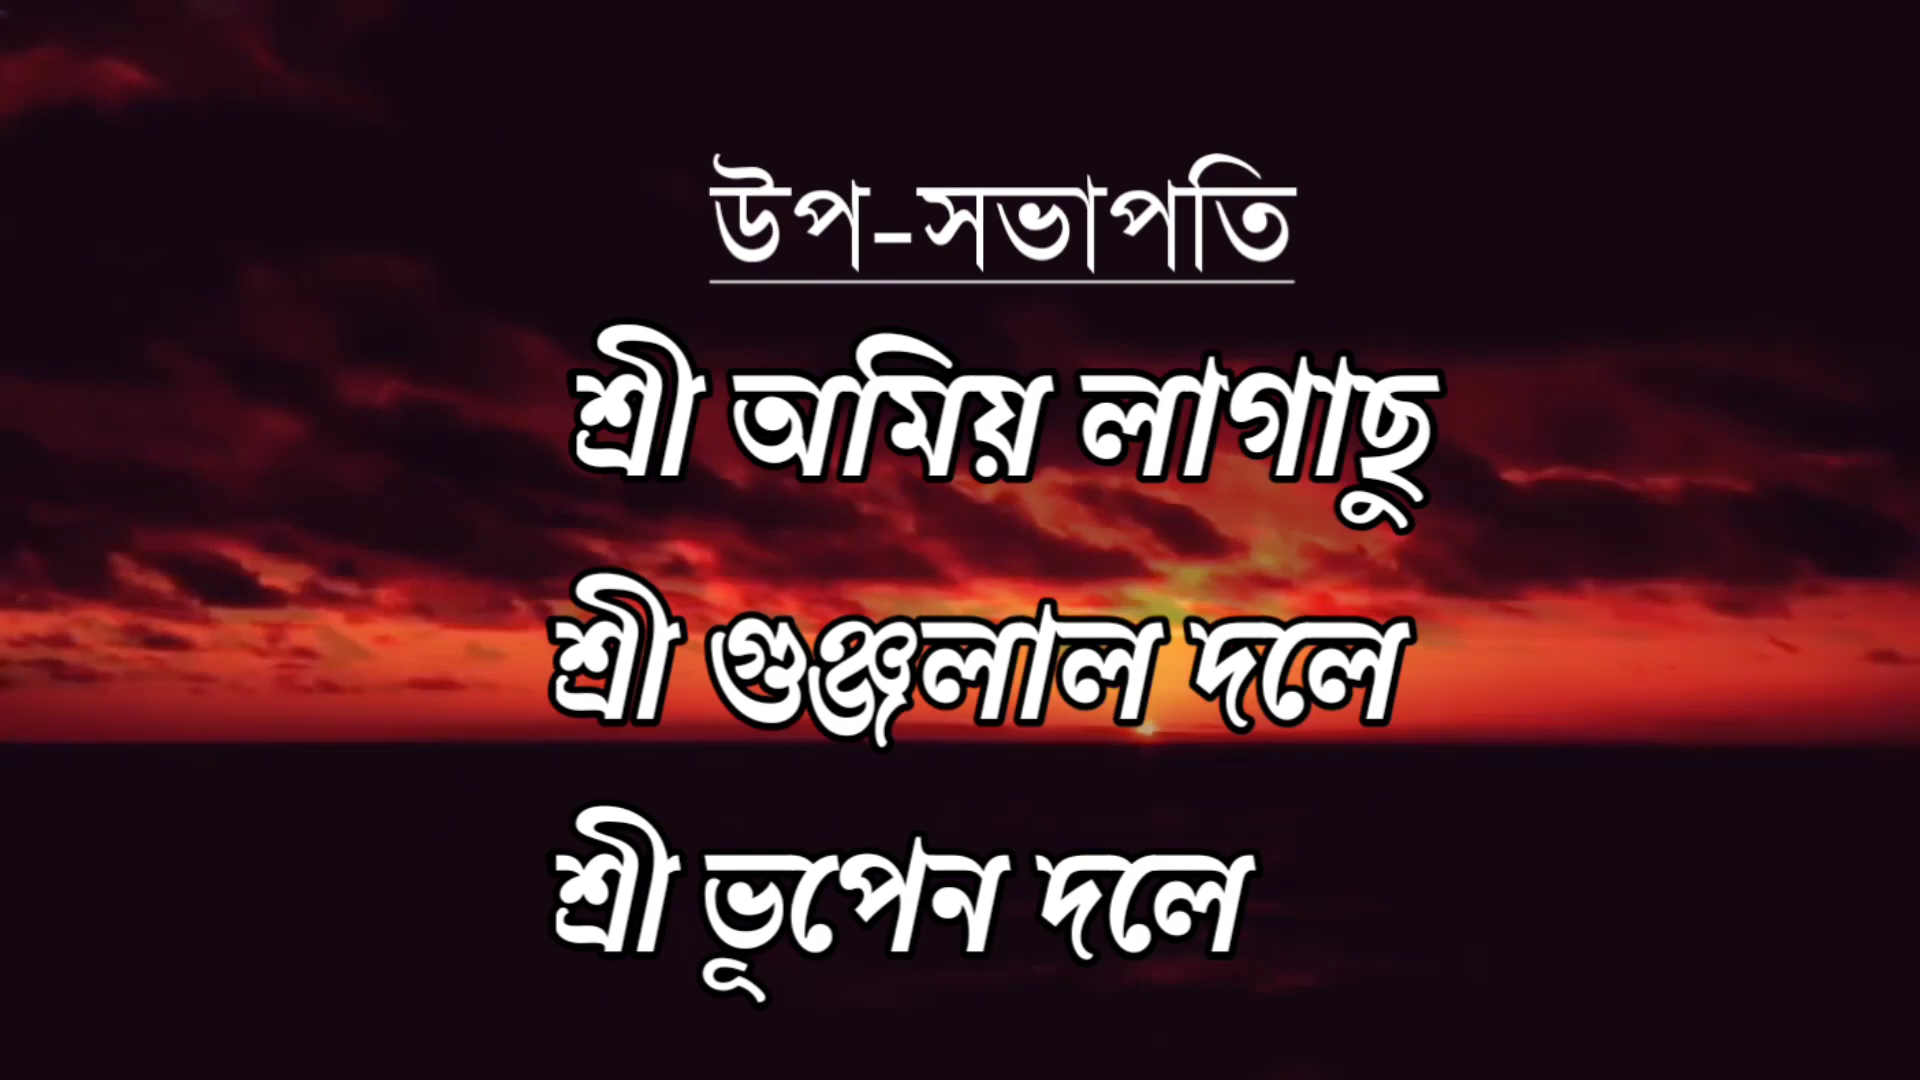 উপ-সভাপতি
শ্ৰী অমিয় লাগাছু
শ্ৰী গুঞ্জলাল দলে
শ্ৰী ভূপেন দলে